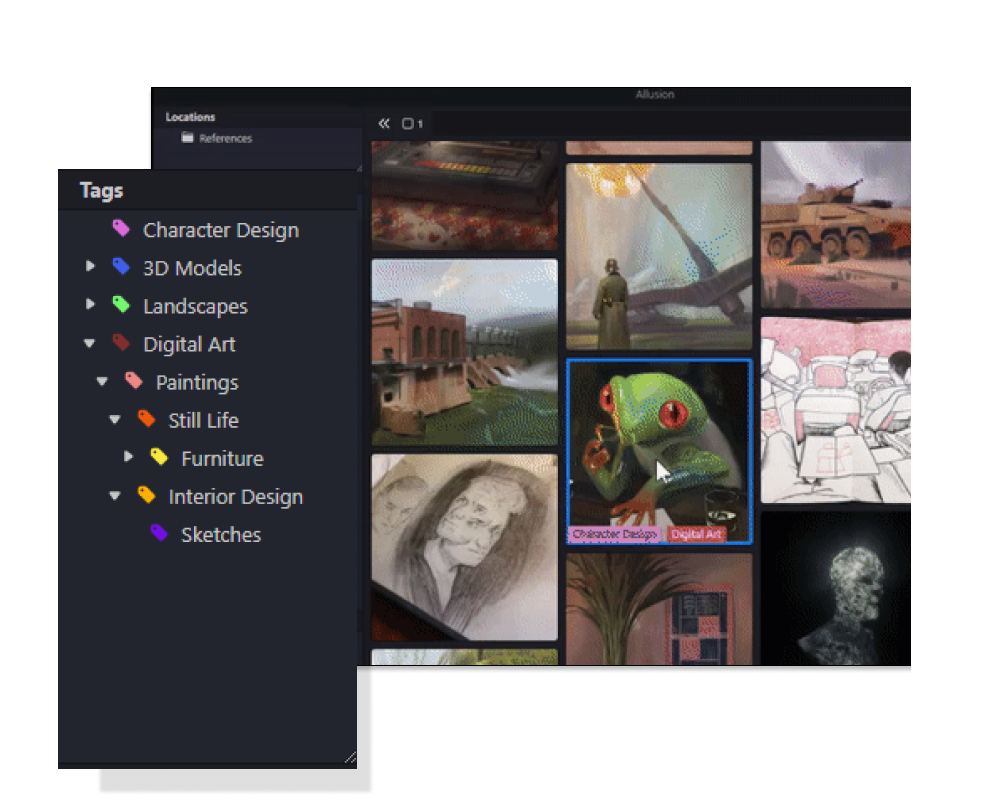 Allusion
Locations
References
1
Tags
Character Design
3D Models
Landscapes
Digital Art
Paintings
Still Life
Furniture
Interior Design
Sketches
Character Design Digital Art